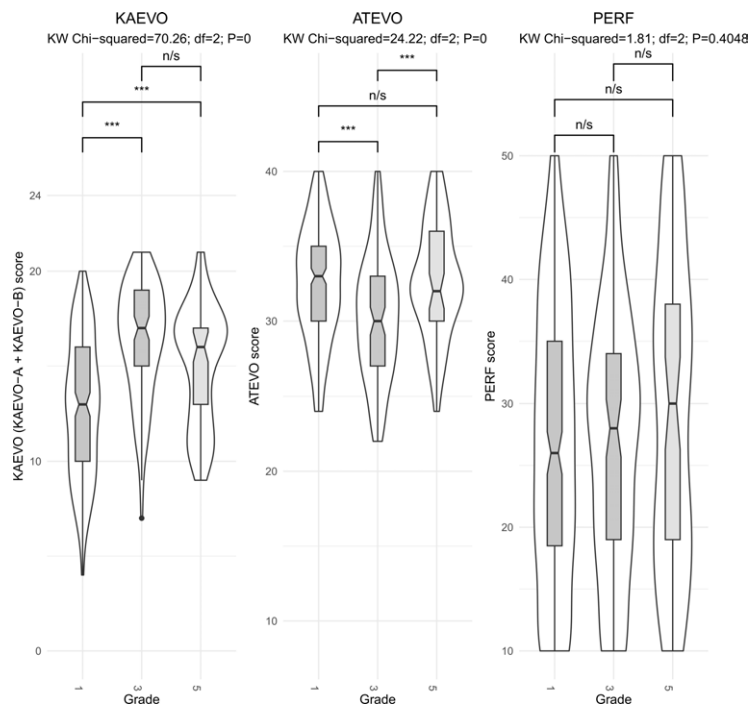 KAEVO
KW Chi−squared=70.26; df=2; P=0
n/s
***
***
24
20
10
0
KAEVO (KAEVO−A + KAEVO−B) score
1
3
5
Grade
ATEVO
KW Chi−squared=24.22; df=2; P=0
***
n/s
***
40
30
20
10
ATEVO score
1
3
5
Grade
PERF
KW Chi−squared=1.81; df=2; P=0.4048
n/s
n/s
n/s
50
40
30
20
10
PERF score
1
3
5
Grade